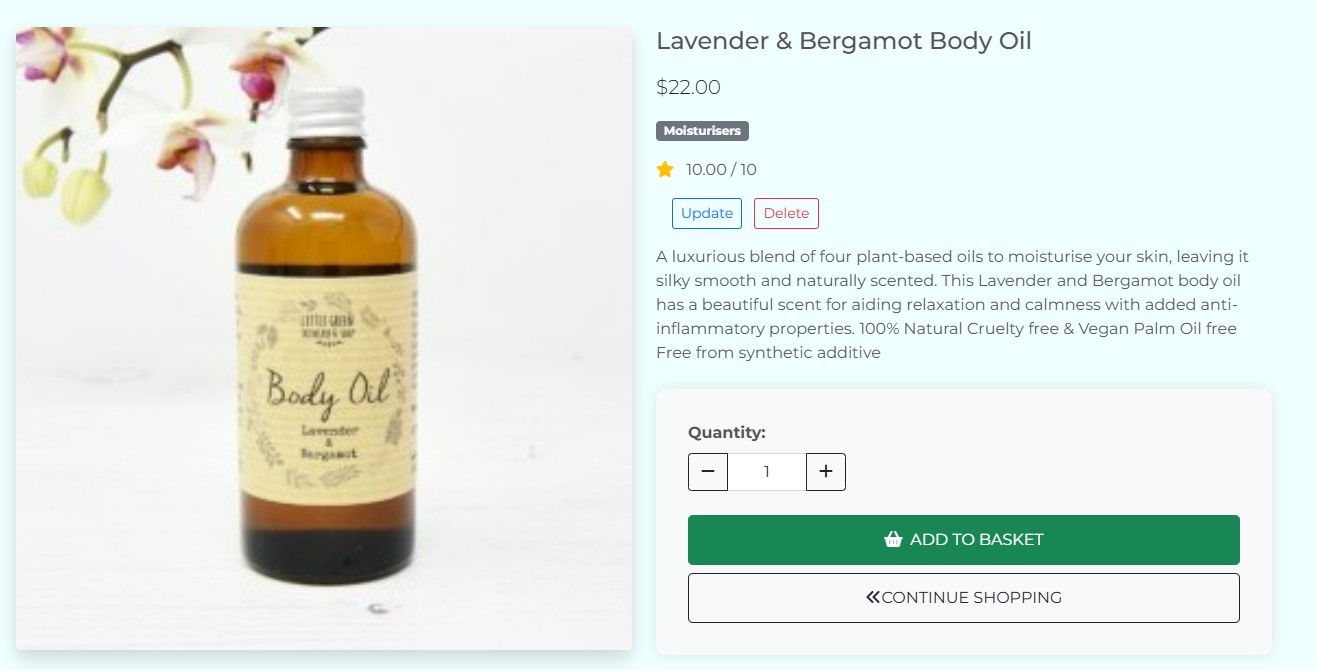 Lavender & Bergamot Body Oil
$22.00
Moisturisers
10.00 / 10
Update
Delete
A luxurious blend of four plant-based oils to moisturise your skin, leaving it
silky smooth and naturally scented. This Lavender and Bergamot body oil
has a beautiful scent for aiding relaxation and calmness with added anti-
inflammatory properties. 100% Natural Cruelty free & Vegan Palm Oil free
Free from synthetic additive
Quantity:
1
ADD TO BASKET
CONTINUE SHOPPING
LITTLE GREEN
Body Oil
Lavender
&
Bergamot